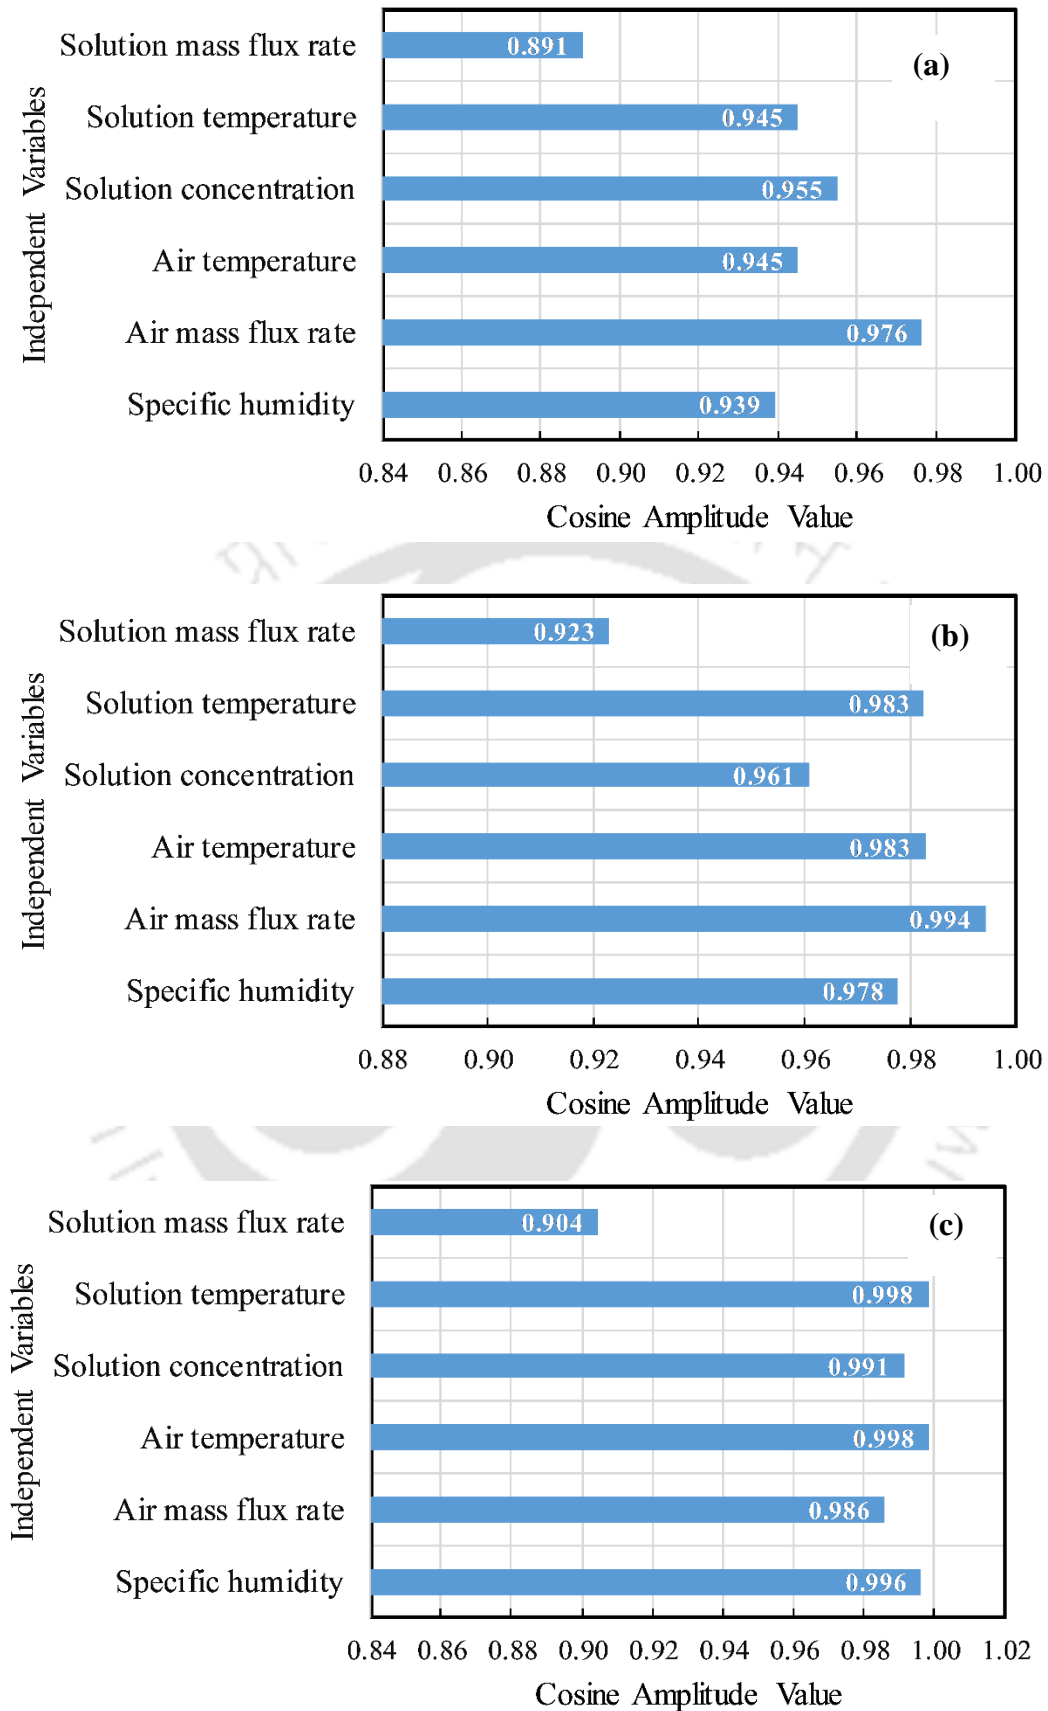 (a)
Independent Variables
Solution mass flux rate 0.891
Solution temperature 0.945
Solution concentration 0.955
Air temperature 0.945
Air mass flux rate 0.976
Specific humidity 0.939
0.84 0.86 0.88 0.90 0.92 0.94 0.96 0.98 1.00
Cosine Amplitude Value
(b)
Independent Variables
Solution mass flux rate 0.923
Solution temperature 0.983
Solution concentration 0.961
Air temperature 0.983
Air mass flux rate 0.994
Specific humidity 0.978
0.88 0.90 0.92 0.94 0.96 0.98 1.00
Cosine Amplitude Value
(c)
Independent Variables
Solution mass flux rate 0.904
Solution temperature 0.998
Solution concentration 0.991
Air temperature 0.998
Air mass flux rate 0.986
Specific humidity 0.996
0.84 0.86 0.88 0.90 0.92 0.94 0.96 0.98 1.00 1.02
Cosine Amplitude Value